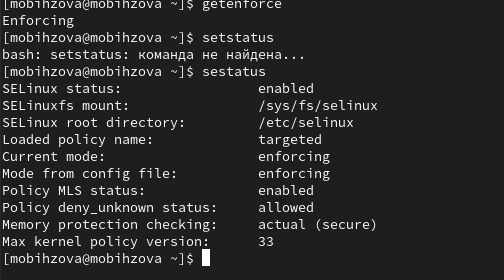 [mobihzova@mobihzova ~]$ getenforce
Enforcing
[mobihzova@mobihzova ~]$ setstatus
bash: setstatus: команда не найдена...
[mobihzova@mobihzova ~]$ sestatus
SELinux status:                 enabled
SELinuxfs mount:                /sys/fs/selinux
SELinux root directory:         /etc/selinux
Loaded policy name:             targeted
Current mode:                   enforcing
Mode from config file:          enforcing
Policy MLS status:              enabled
Policy deny_unknown status:     allowed
Memory protection checking:     actual (secure)
Max kernel policy version:      33
[mobihzova@mobihzova ~]$